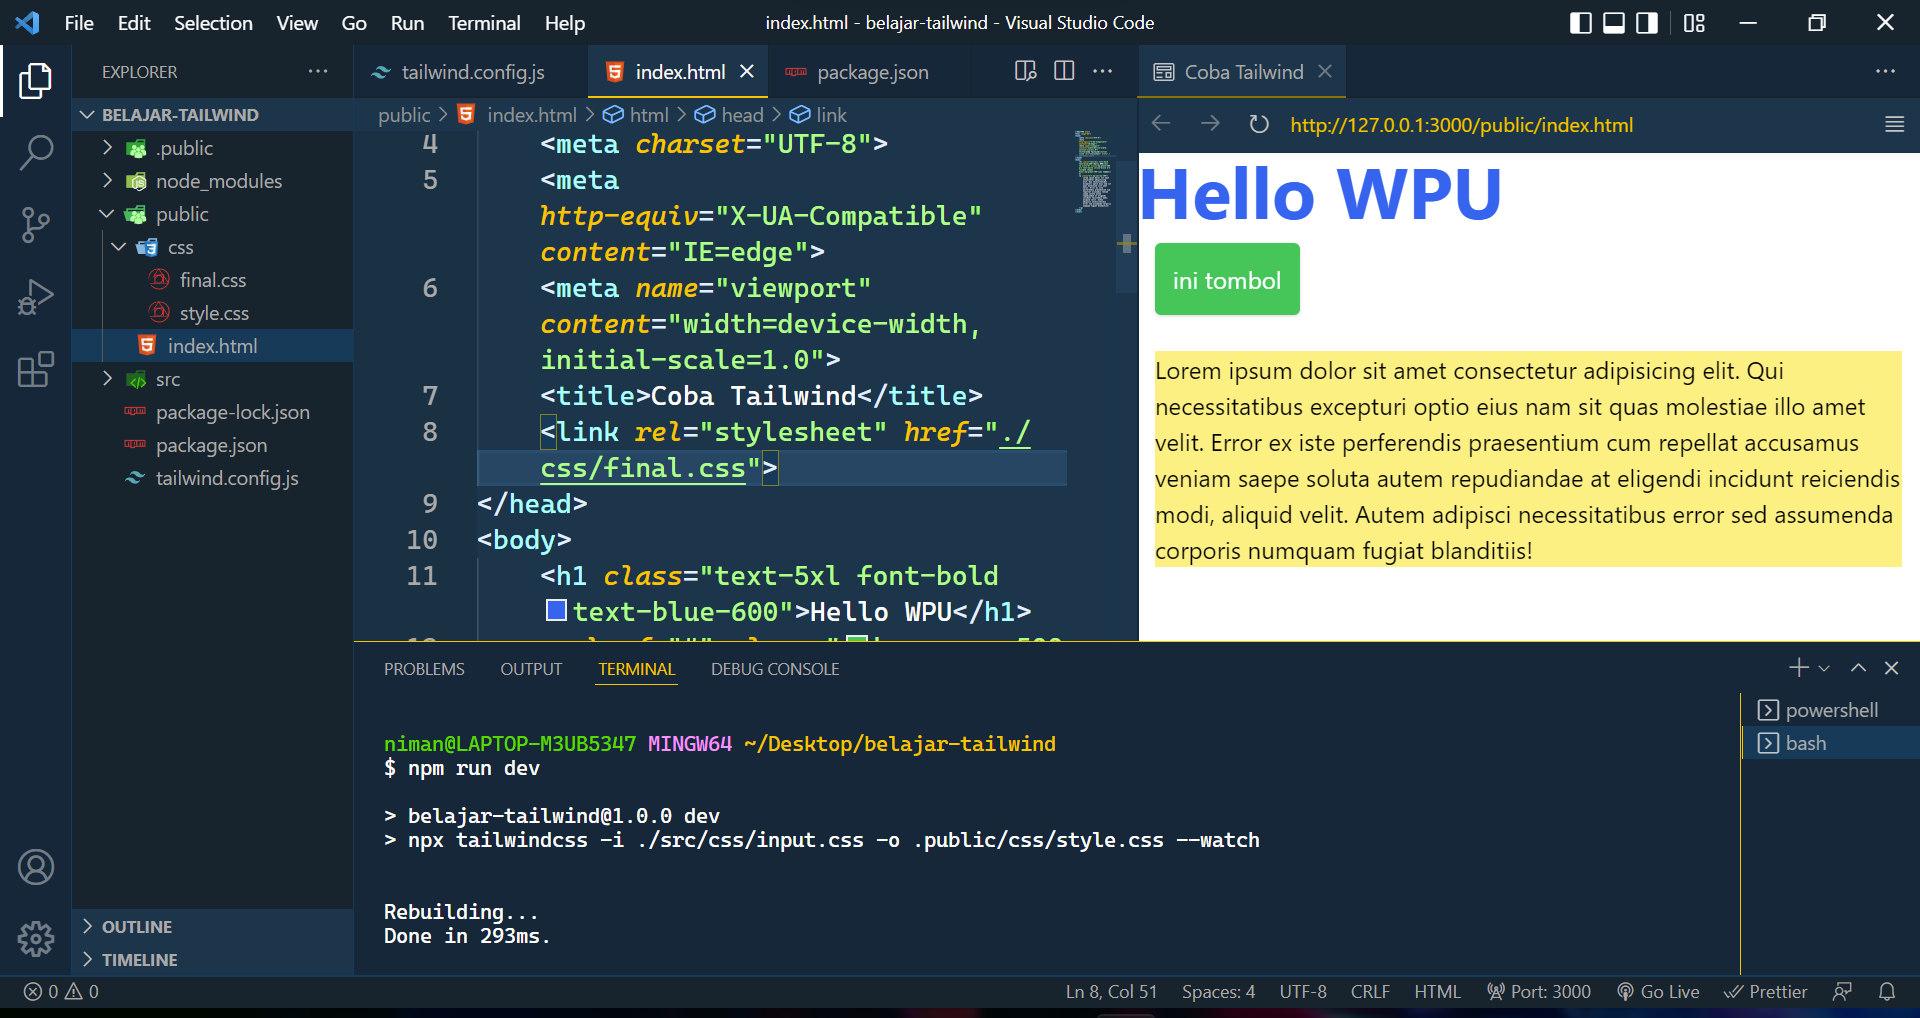 File Edit Selection View Go Run Terminal Help
index.html - belajar-tailwind - Visual Studio Code
EXPLORER
BELAJAR-TAILWIND
.public
node_modules
public
css
final.css
style.css
index.html
src
package-lock.json
package.json
tailwind.config.js
OUTLINE
TIMELINE
tailwind.config.js index.html package.json
public > index.html > html > head > link
4 <meta charset="UTF-8">
5 <meta
http-equiv="X-UA-Compatible"
content="IE=edge">
6 <meta name="viewport"
content="width=device-width,
initial-scale=1.0">
7 <title>Coba Tailwind</title>
8 <link rel="stylesheet" href="./
css/final.css">
9 </head>
10 <body>
11 <h1 class="text-5xl font-bold
text-blue-600">Hello WPU</h1>
Coba Tailwind
http://127.0.0.1:3000/public/index.html
Hello WPU
ini tombol
Lorem ipsum dolor sit amet consectetur adipisicing elit. Qui
necessitatibus excepturi optio eius nam sit quas molestiae illo amet
velit. Error ex iste perferendis praesentium cum repellat accusamus
veniam saepe soluta autem repudiandae at eligendi incidunt reiciendis
modi, aliquid velit. Autem adipisci necessitatibus error sed assumenda
corporis numquam fugiat blanditiis!
PROBLEMS OUTPUT TERMINAL DEBUG CONSOLE
niman@LAPTOP-M3UB5347 MINGW64 ~/Desktop/belajar-tailwind
$ npm run dev
> belajar-tailwind@1.0.0 dev
> npx tailwindcss -i ./src/css/input.css -o .public/css/style.css --watch
Rebuilding...
Done in 293ms.
powershell
bash
0 0
Ln 8, Col 51 Spaces: 4 UTF-8 CRLF HTML Port: 3000 Go Live Prettier